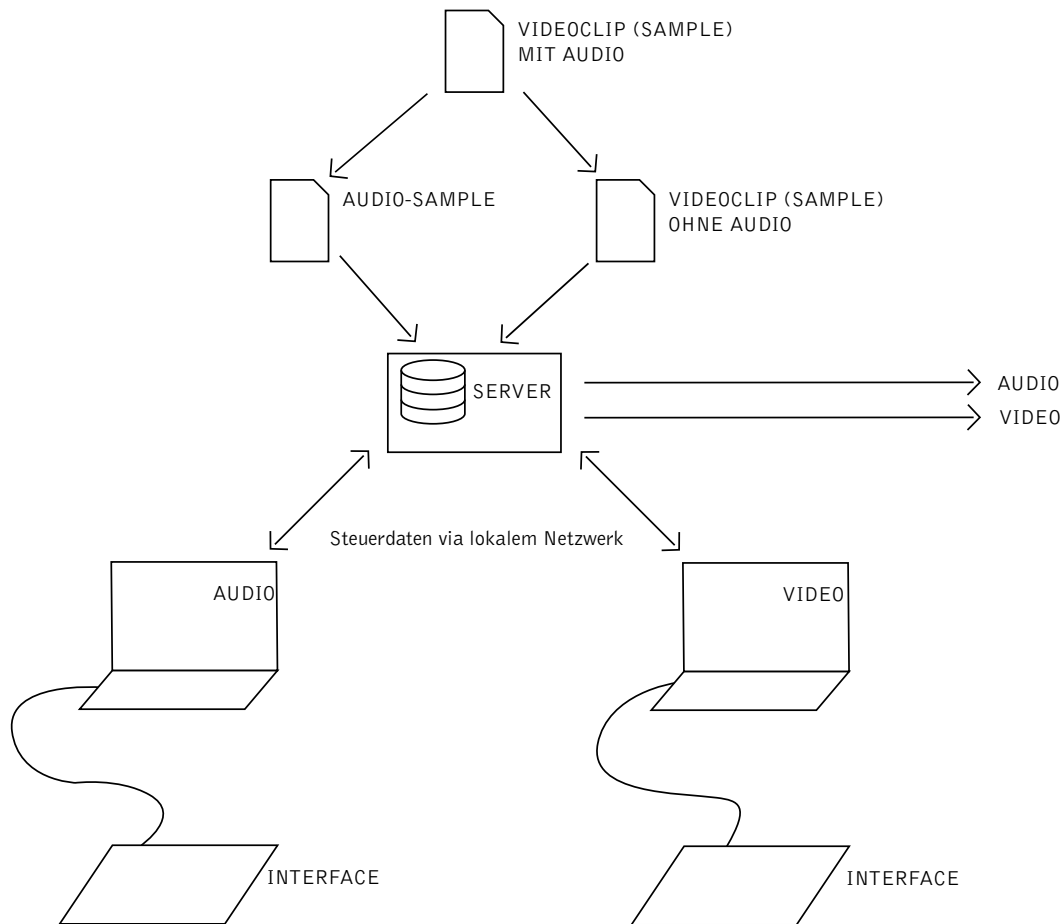 VIDEOCLIP (SAMPLE)
MIT AUDIO
AUDIO-SAMPLE
VIDEOCLIP (SAMPLE)
OHNE AUDIO
SERVER
AUDIO
VIDEO
Steuerdaten via lokalem Netzwerk
AUDIO
VIDEO
INTERFACE
INTERFACE